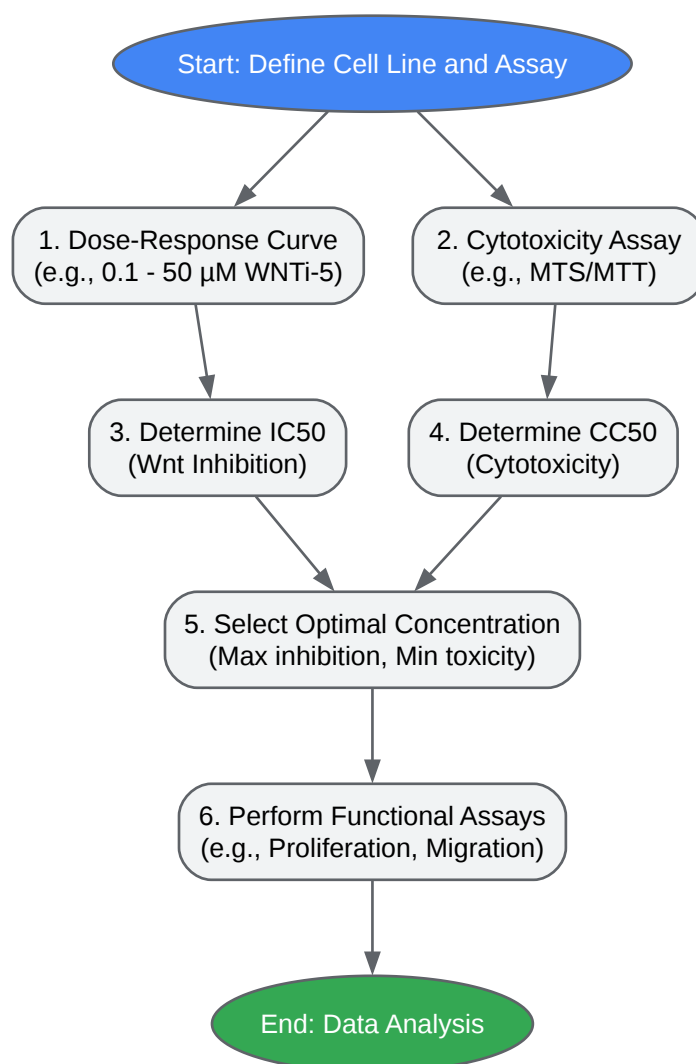 Start: Define Cell Line and Assay
1. Dose-Response Curve
(e.g., 0.1 - 50 µM WNTi-5)
2. Cytotoxicity Assay
(e.g., MTS/MTT)
3. Determine IC50
(Wnt Inhibition)
4. Determine CC50
(Cytotoxicity)
5. Select Optimal Concentration
(Max inhibition, Min toxicity)
6. Perform Functional Assays
(e.g., Proliferation, Migration)
End: Data Analysis